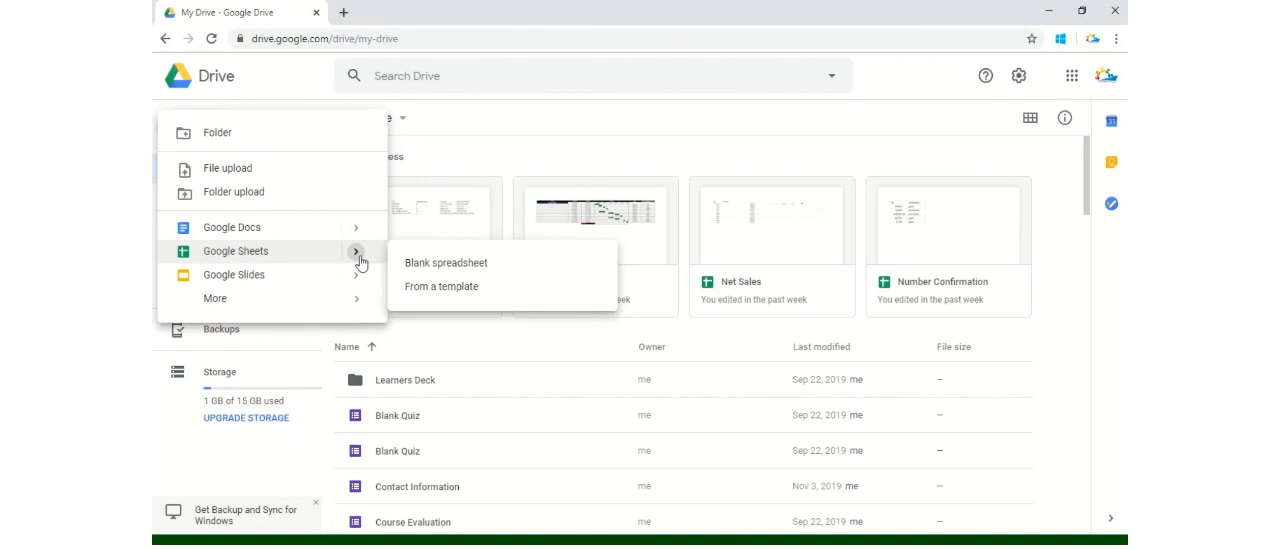 My Drive - Google Drive
drive.google.com/drive/my-drive
Drive
Search Drive
Folder
File upload
Folder upload
Google Docs
Google Sheets
Google Slides
More
Blank spreadsheet
From a template
Net Sales
You edited in the past week
Number Confirmation
You edited in the past week
Backups
Storage
1 GB of 15 GB used
UPGRADE STORAGE
Get Backup and Sync for
Windows
Name Owner Last modified File size
Learners Deck me Sep 22, 2019 me –
Blank Quiz me Sep 22, 2019 me –
Blank Quiz me Sep 22, 2019 me –
Contact Information me Nov 3, 2019 me –
Course Evaluation me Sep 22, 2019 me –
31